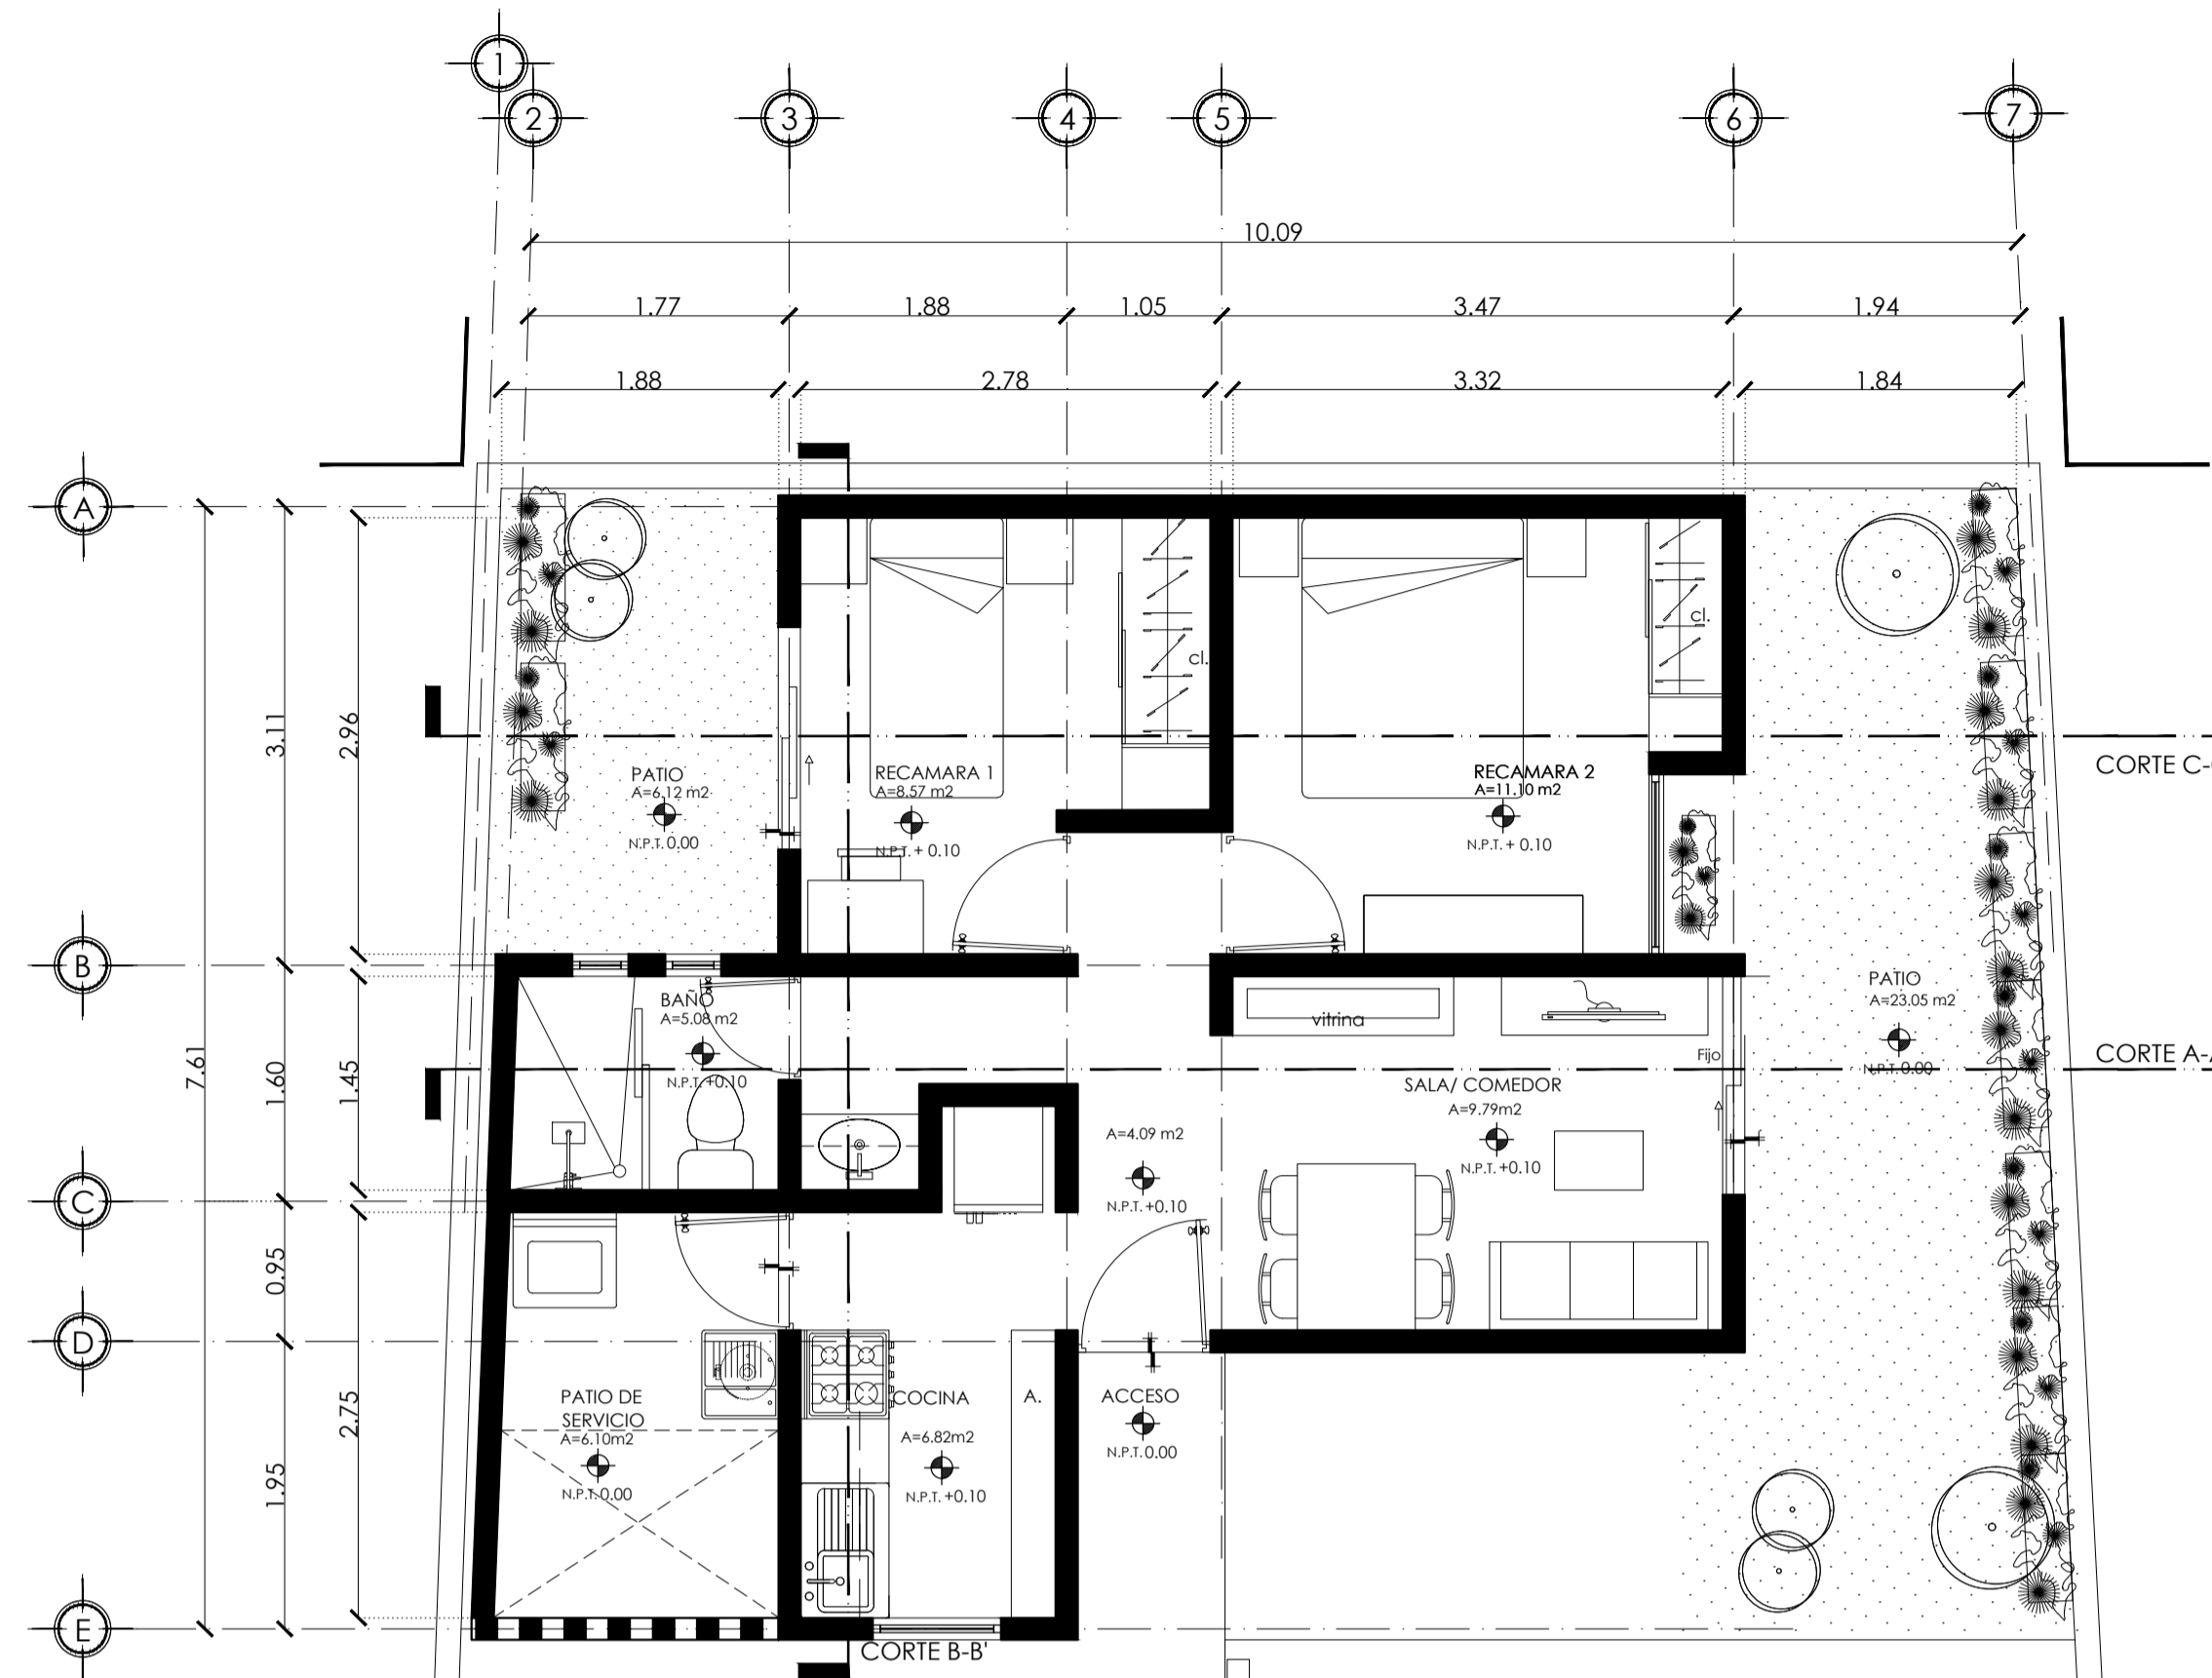 1
2
3
4
5
6
7
10.09
1.77
1.88
1.05
3.47
1.94
1.88
2.78
3.32
1.84
A
B
C
D
E
7.61
3.11
1.60
0.95
1.95
2.96
1.45
2.75
PATIO
A=6.12 m2
N.P.T. 0.00
RECAMARA 1
A=8.57 m2
N.P.T. + 0.10
cl.
RECAMARA 2
A=11.10 m2
N.P.T. + 0.10
cl.
CORTE C-
BAÑO
A=5.08 m2
N.P.T. +0.10
vitrina
Fijo
SALA/ COMEDOR
A=9.79m2
N.P.T. +0.10
A=4.09 m2
N.P.T. +0.10
PATIO
A=23.05 m2
N.P.T. 0.00
CORTE A-
PATIO DE
SERVICIO
A=6.10m2
N.P.T. 0.00
COCINA
A=6.82m2
N.P.T. +0.10
A.
ACCESO
N.P.T. 0.00
CORTE B-B'